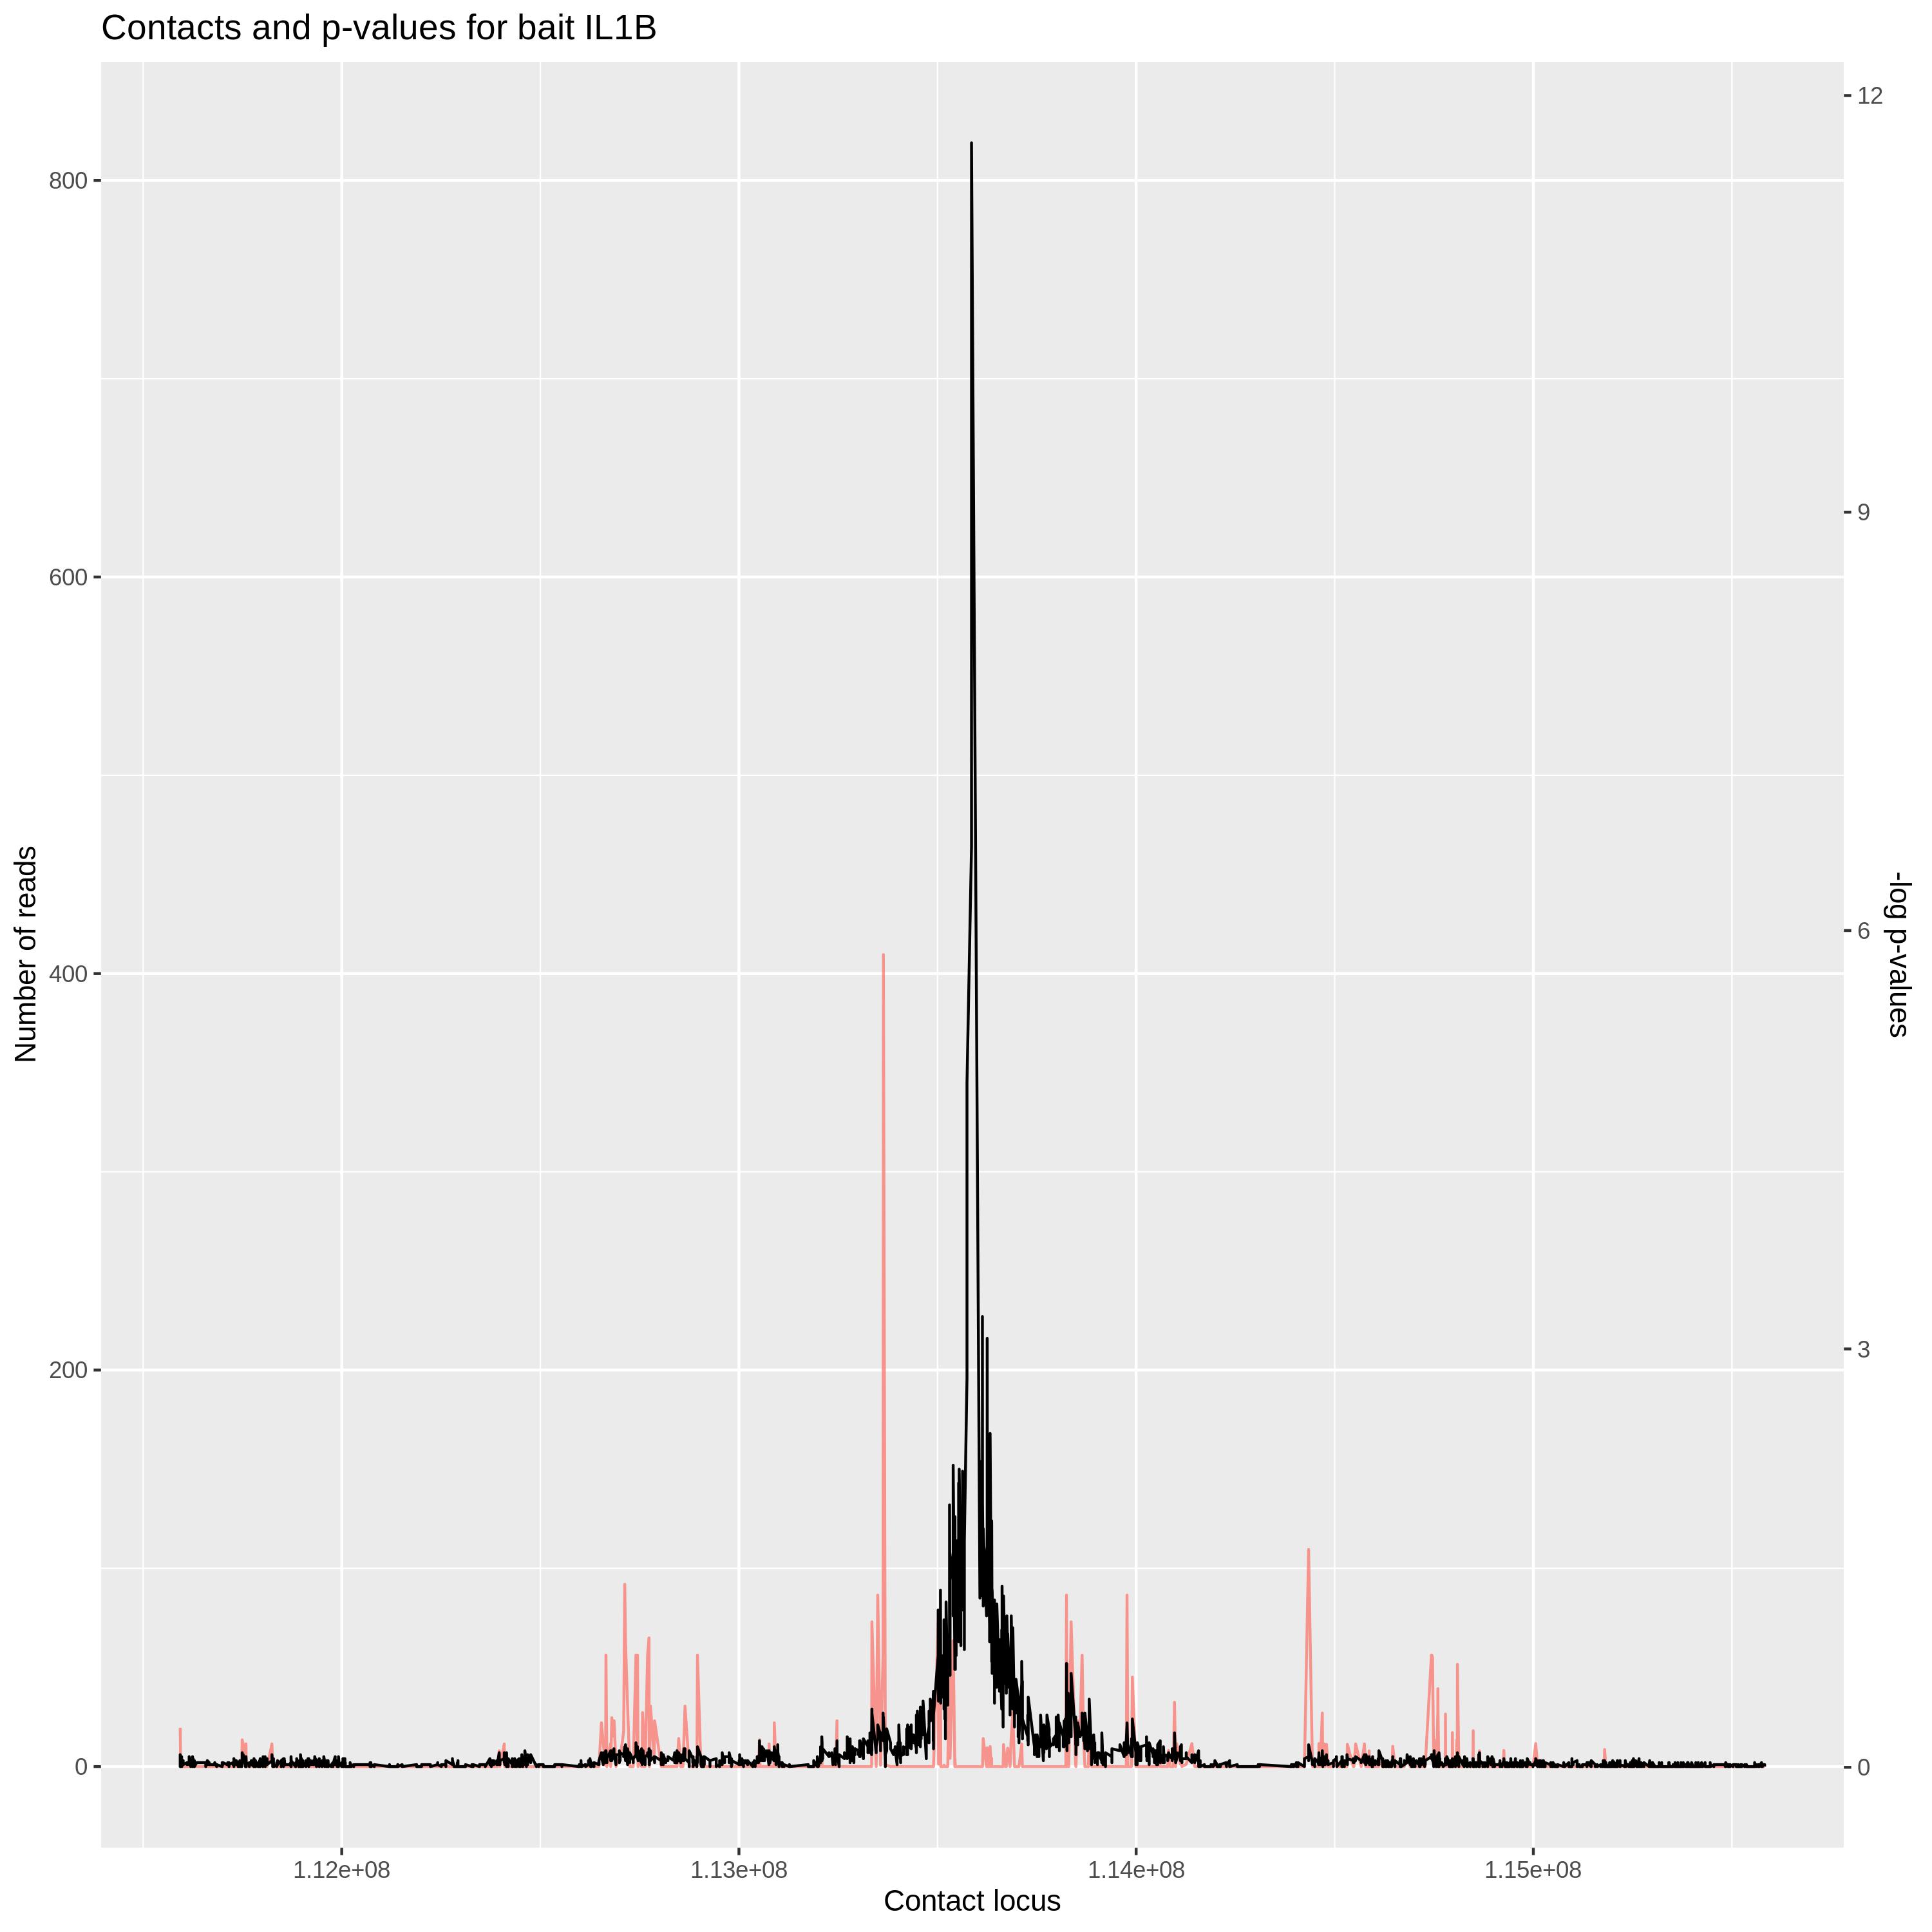 Contacts and p-values for bait IL1B
12
800
9
600
Number of reads
-log p-values
6
400
3
200
0
0
1.12e+08
1.13e+08
1.14e+08
1.15e+08
Contact locus